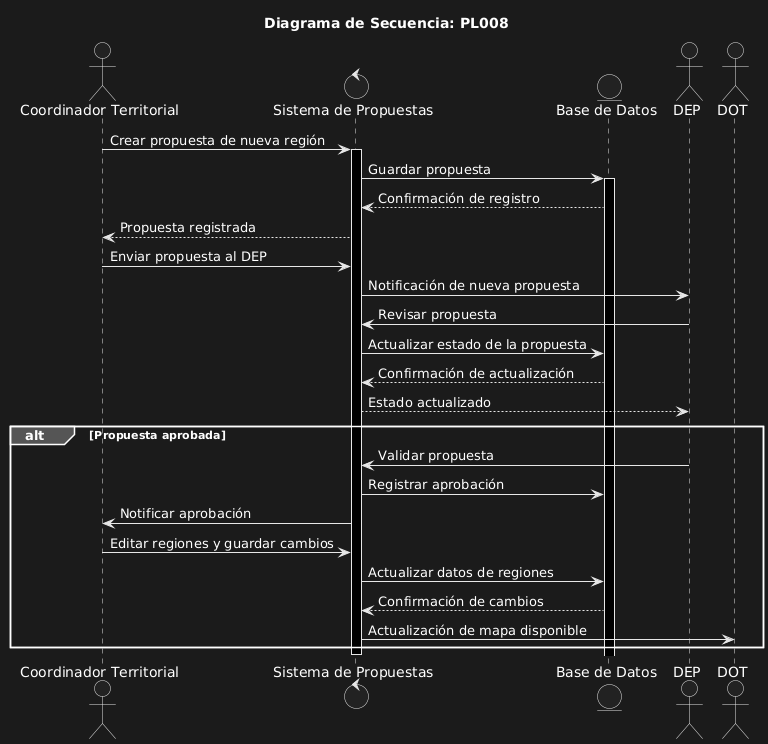 Diagrama de Secuencia: PL008
Coordinador Territorial
Sistema de Propuestas
Base de Datos
DEP
DOT
Crear propuesta de nueva región
Guardar propuesta
Confirmación de registro
Propuesta registrada
Enviar propuesta al DEP
Notificación de nueva propuesta
Revisar propuesta
Actualizar estado de la propuesta
Confirmación de actualización
Estado actualizado
alt
[Propuesta aprobada]
Validar propuesta
Registrar aprobación
Notificar aprobación
Editar regiones y guardar cambios
Actualizar datos de regiones
Confirmación de cambios
Actualización de mapa disponible
Coordinador Territorial
Sistema de Propuestas
Base de Datos
DEP
DOT